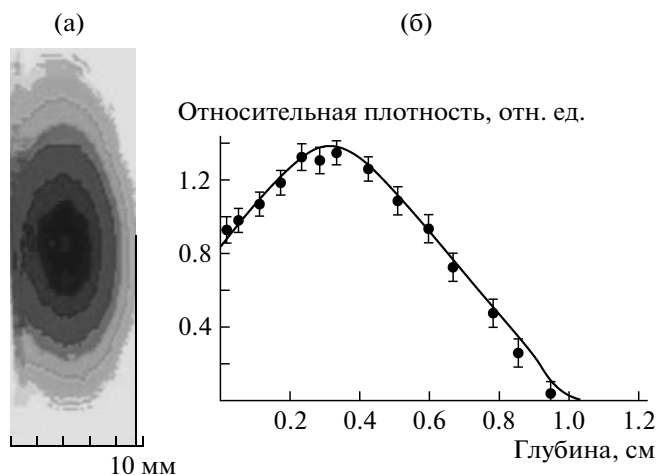 (а)
(б)
Относительная плотность, отн. ед.
1.2
0.8
0.4
0.2 0.4 0.6 0.8 1.0 1.2
Глубина, см
10 мм